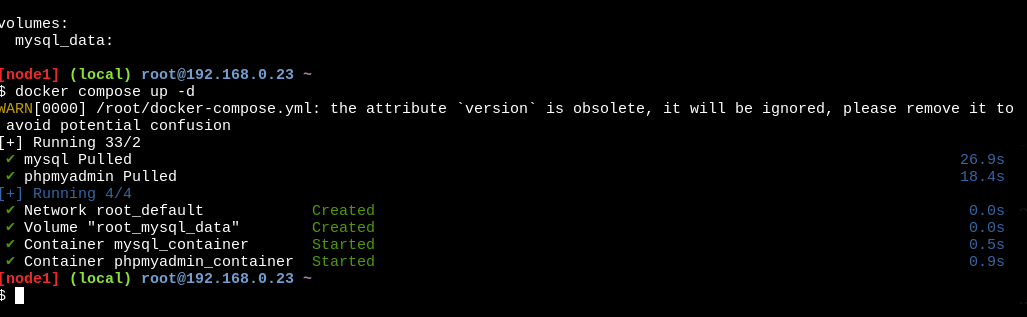 volumes:
  mysql_data:
[node1] (local) root@192.168.0.23 ~
$ docker compose up -d
WARN[0000] /root/docker-compose.yml: the attribute `version` is obsolete, it will be ignored, please remove it to
 avoid potential confusion
[+] Running 33/2
 ✔ mysql Pulled 26.9s
 ✔ phpmyadmin Pulled 18.4s
[+] Running 4/4
 ✔ Network root_default Created 0.0s
 ✔ Volume "root_mysql_data" Created 0.0s
 ✔ Container mysql_container Started 0.5s
 ✔ Container phpmyadmin_container Started 0.9s
[node1] (local) root@192.168.0.23 ~
$